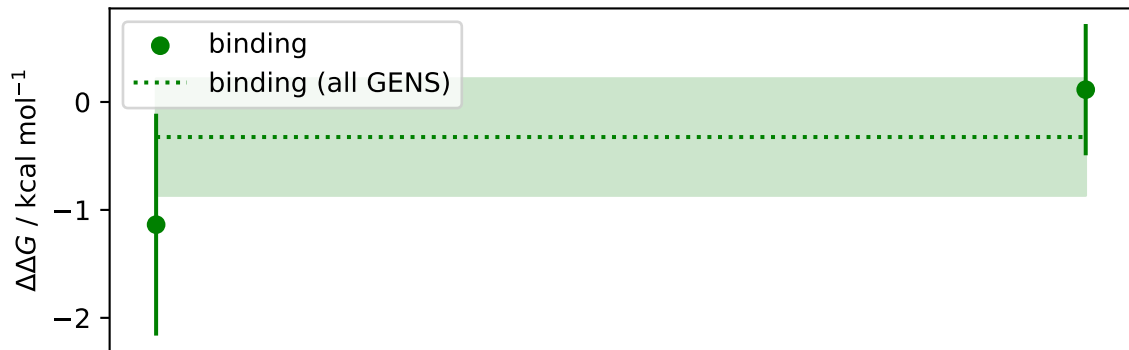 binding
binding (all GENS)
0
−1
−2
ΔΔG / kcal mol⁻¹